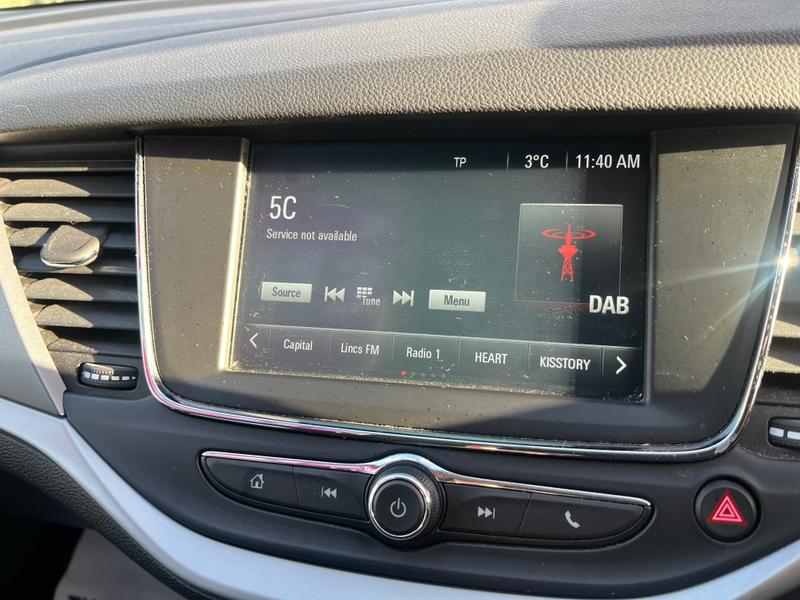 TP 3°C 11:40 AM
5C
Service not available
DAB
Source Tune Menu
Capital Lincs FM Radio 1 HEART KISSTORY